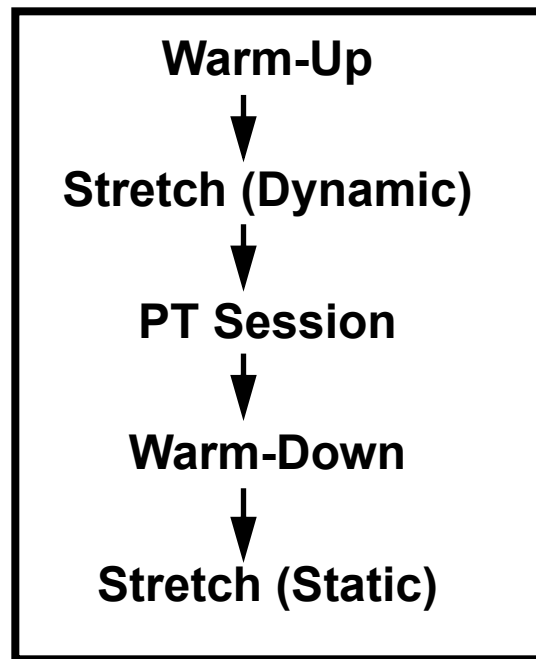 Warm-Up
Stretch (Dynamic)
PT Session
Warm-Down
Stretch (Static)